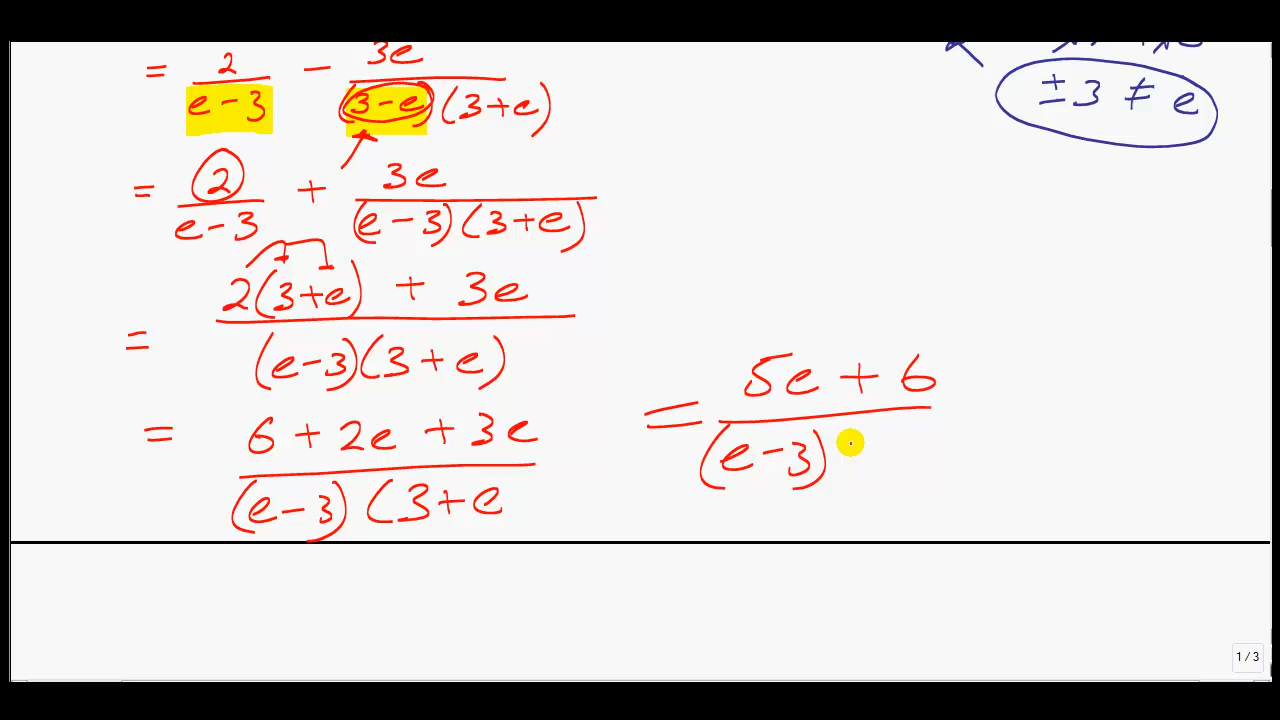 = 2/(e-3) - 3e/((3-e)(3+e))
± 3 ≠ e
= 2/(e-3) + 3e/((e-3)(3+e))
= (2(3+e) + 3e)/((e-3)(3+e))
= (6 + 2e + 3e)/((e-3)(3+e
= (5e + 6)/((e-3)
1/3